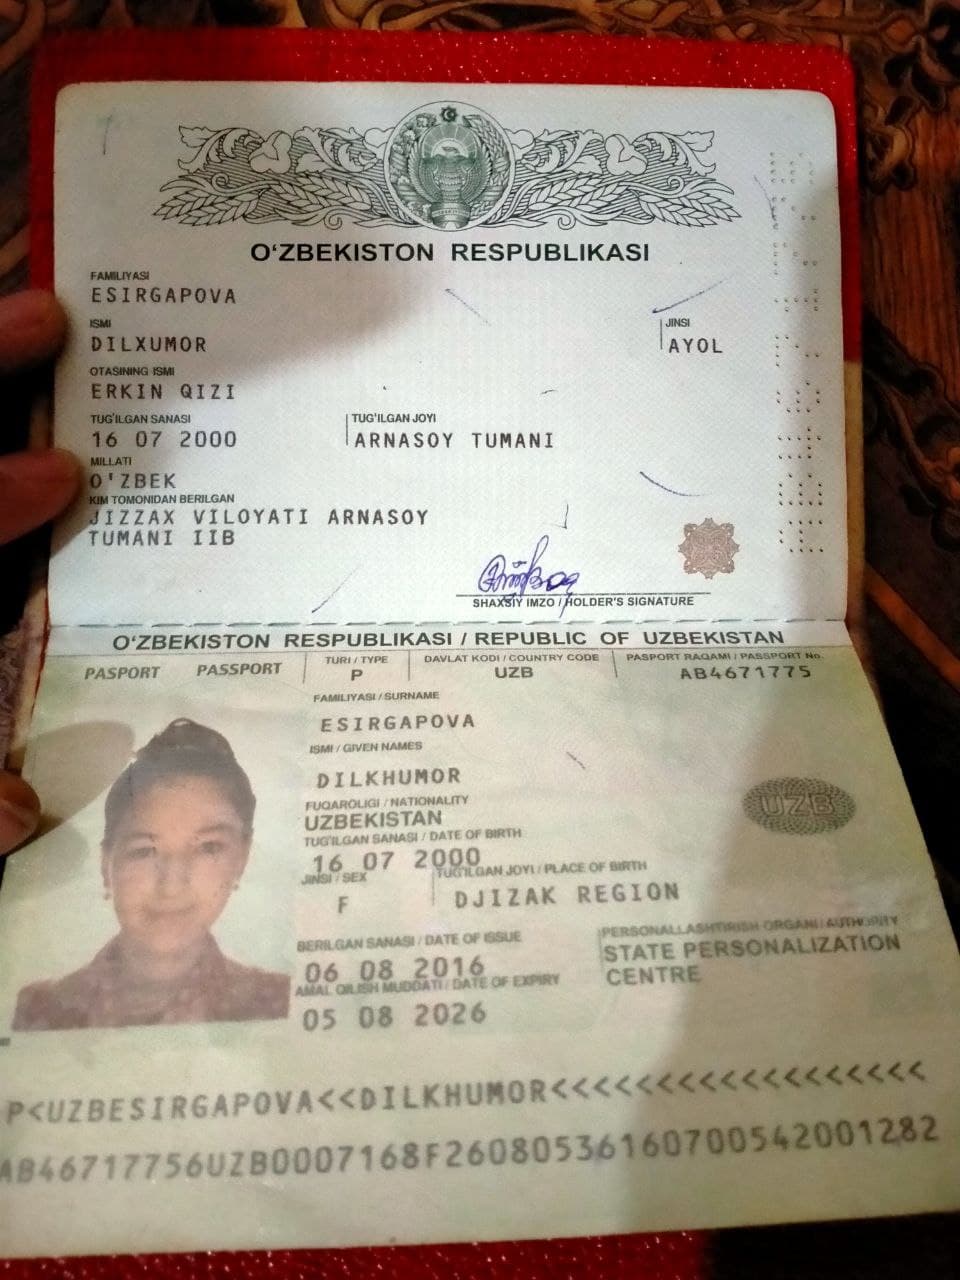 O'ZBEKISTON RESPUBLIKASI
FAMILIYASI
ESIRGAPOVA
ISMI
DILXUMOR
JINSI
AYOL
OTASINING ISMI
ERKIN QIZI
TUG'ILGAN SANASI
16 07 2000
TUG'ILGAN JOYI
ARNASOY TUMANI
MILLATI
O'ZBEK
KIM TOMONIDAN BERILGAN
JIZZAX VILOYATI ARNASOY
TUMANI IIB
SHAXSIY IMZO / HOLDER'S SIGNATURE
O'ZBEKISTON RESPUBLIKASI / REPUBLIC OF UZBEKISTAN
PASPORT PASSPORT
TURI / TYPE
P
DAVLAT KODI / COUNTRY CODE
UZB
PASPORT RAQAMI / PASSPORT No.
AB4671775
FAMILIYASI / SURNAME
ESIRGAPOVA
ISMI / GIVEN NAMES
DILKHUMOR
FUQAROLIGI / NATIONALITY
UZBEKISTAN
TUG'ILGAN SANASI / DATE OF BIRTH
16 07 2000
JINSI / SEX
F
TUG'ILGAN JOYI / PLACE OF BIRTH
DJIZAK REGION
UZB
BERILGAN SANASI / DATE OF ISSUE
06 08 2016
PERSONALLASHTIRISH ORGANI / AUTHORITY
STATE PERSONALIZATION
CENTRE
AMAL QILISH MUDDATI / DATE OF EXPIRY
05 08 2026
P<UZBESIRGAPOVA<<DILKHUMOR<<<<<<<<<<<<<<<<<<
AB46717756UZB0007168F26080536160700542001282